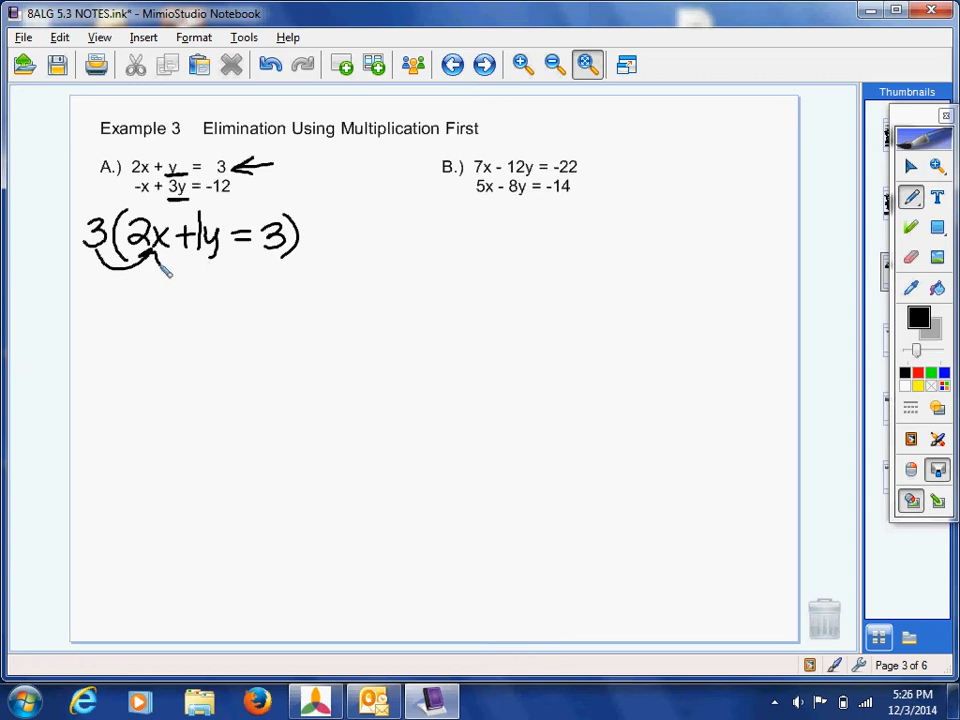 8ALG 5.3 NOTES.ink* - MimioStudio Notebook
File Edit View Insert Format Tools Help
Thumbnails
Example 3 Elimination Using Multiplication First
A.) 2x + y = 3
-x + 3y = -12
B.) 7x - 12y = -22
5x - 8y = -14
3(2x+1y = 3)
T
Page 3 of 6
5:26 PM
12/3/2014